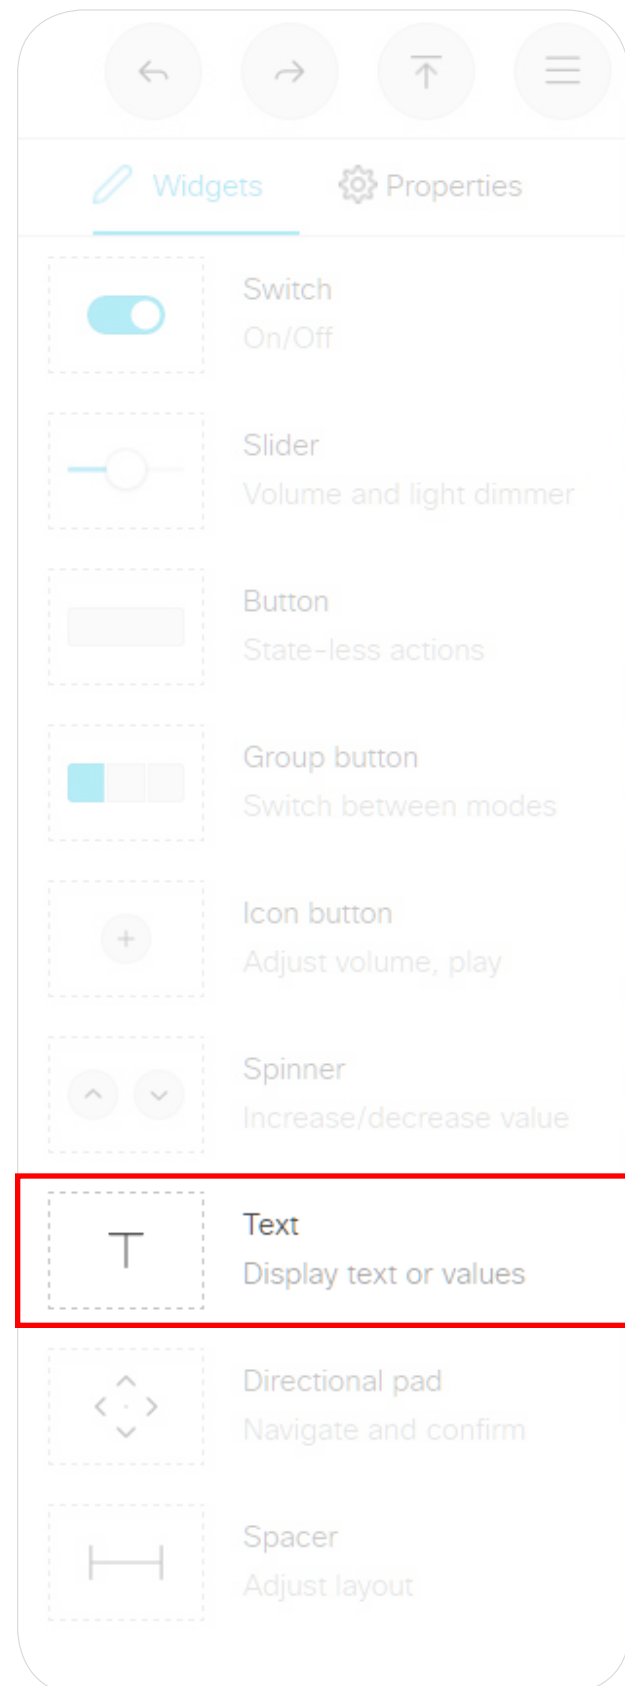 Widgets
Properties
Switch
On/Off
Slider
Volume and light dimmer
Button
State-less actions
Group button
Switch between modes
Icon button
Adjust volume, play
Spinner
Increase/decrease value
Text
Display text or values
Directional pad
Navigate and confirm
Spacer
Adjust layout